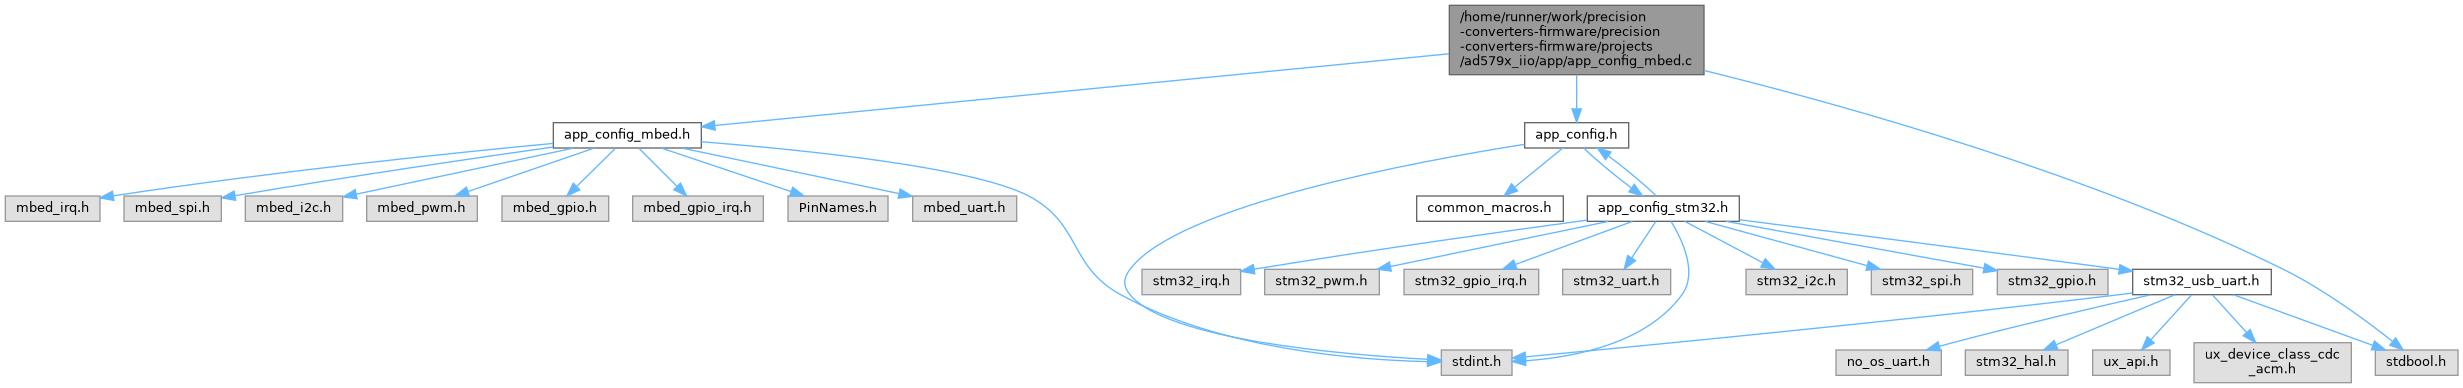 /home/runner/work/precision
-converters-firmware/precision
-converters-firmware/projects
/ad579x_iio/app/app_config_mbed.c
app_config_mbed.h
app_config.h
mbed_irq.h
mbed_spi.h
mbed_i2c.h
mbed_pwm.h
mbed_gpio.h
mbed_gpio_irq.h
PinNames.h
mbed_uart.h
common_macros.h
app_config_stm32.h
stm32_irq.h
stm32_pwm.h
stm32_gpio_irq.h
stm32_uart.h
stm32_i2c.h
stm32_spi.h
stm32_gpio.h
stm32_usb_uart.h
stdint.h
no_os_uart.h
stm32_hal.h
ux_api.h
ux_device_class_cdc
_acm.h
stdbool.h